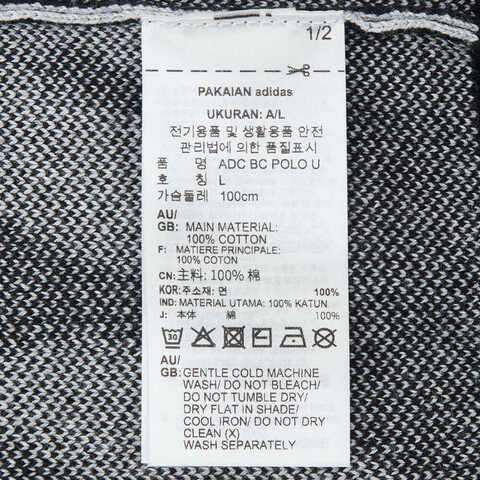 1/2
PAKAIAN adidas
UKURAN: A/L
전기용품 및 생활용품 안전
관리법에 의한 품질표시
품 명 ADC BC POLO U
호 칭 L
가슴둘레 100cm
AU/
GB: MAIN MATERIAL:
100% COTTON
F: MATIERE PRINCIPALE:
100% COTON
CN: 主料: 100% 棉
KOR: 주소재: 면 100%
IND: MATERIAL UTAMA: 100% KATUN
J: 本体 綿 100%
30
AU/
GB: GENTLE COLD MACHINE
WASH/ DO NOT BLEACH/
DO NOT TUMBLE DRY/
DRY FLAT IN SHADE/
COOL IRON/ DO NOT DRY
CLEAN (X)
WASH SEPARATELY